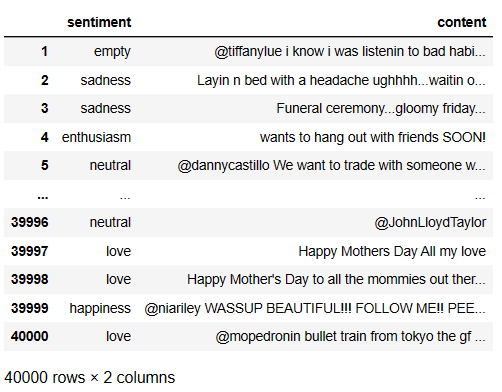 sentiment content
1 empty @tiffanylue i know i was listenin to bad habi...
2 sadness Layin n bed with a headache ughhhh...waitin o...
3 sadness Funeral ceremony...gloomy friday...
4 enthusiasm wants to hang out with friends SOON!
5 neutral @dannycastillo We want to trade with someone w...
... ... ...
39996 neutral @JohnLloydTaylor
39997 love Happy Mothers Day All my love
39998 love Happy Mother's Day to all the mommies out ther...
39999 happiness @niariley WASSUP BEAUTIFUL!!! FOLLOW ME!! PEE...
40000 love @mopedronin bullet train from tokyo the gf ...
40000 rows × 2 columns